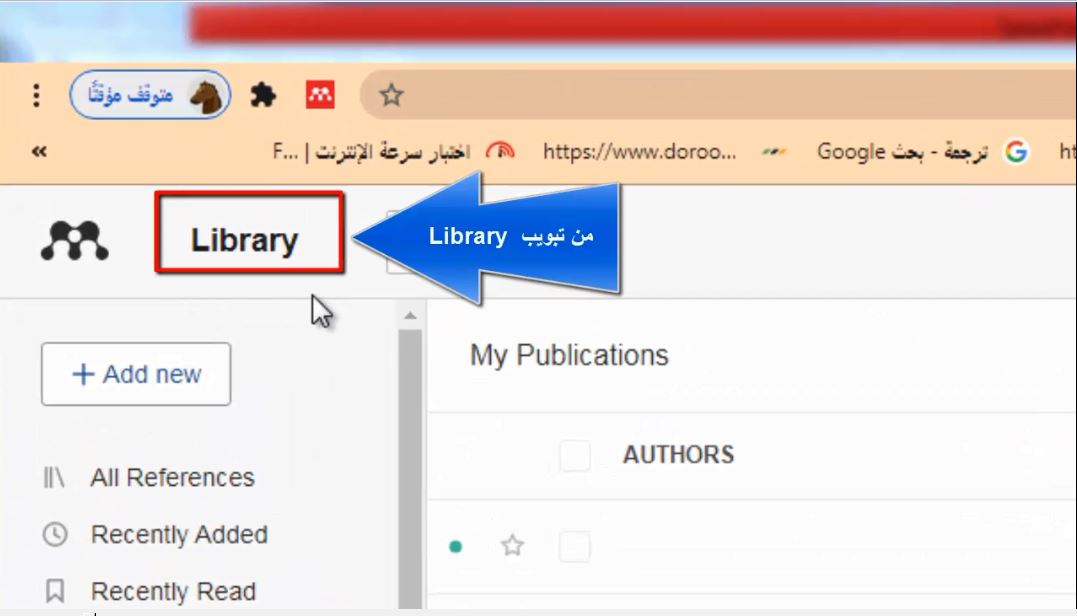 متوقف مؤقتًا
اختبار سرعة الإنترنت | F...
https://www.doroo...
ترجمة - بحث Google
ht
Library
من تبويب Library
+ Add new
My Publications
AUTHORS
All References
Recently Added
Recently Read